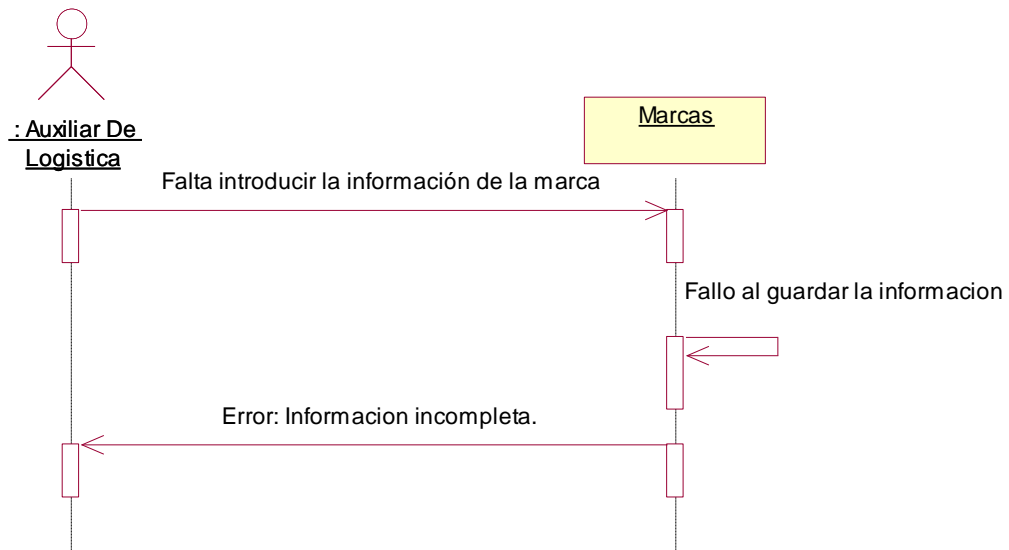 : Auxiliar De
Logistica
Marcas
Falta introducir la información de la marca
Fallo al guardar la informacion
Error: Informacion incompleta.